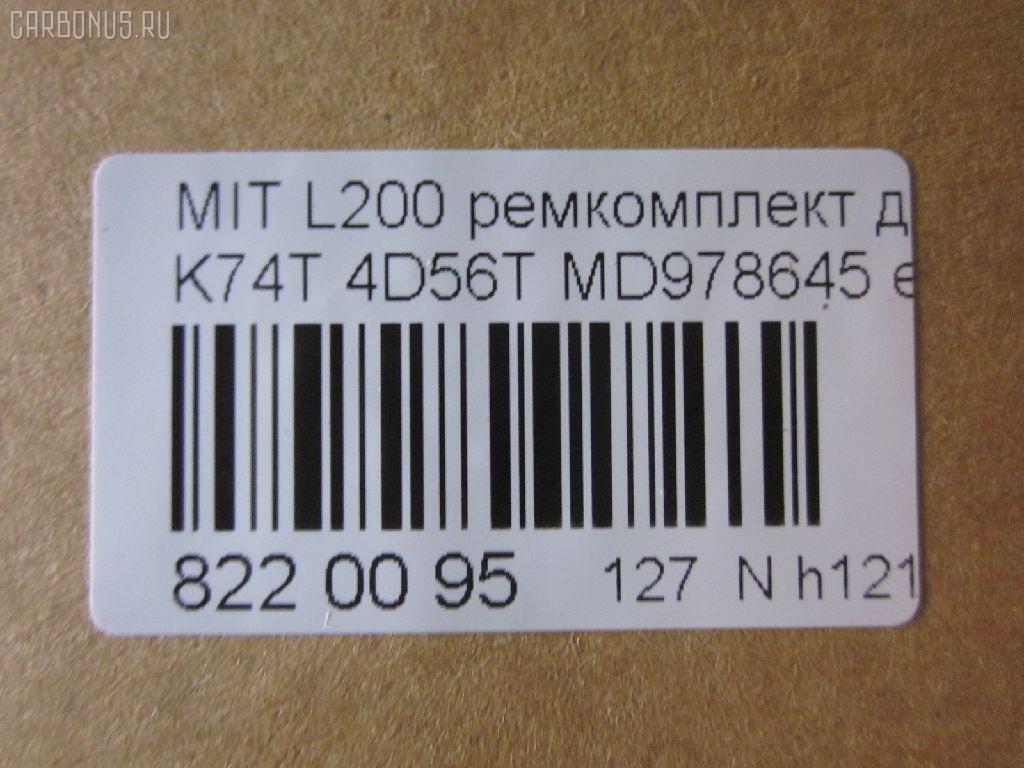 CARBONUS.RU
MIT L200 ремкомплект д
K74T 4D56T MD978645 е
822 00 95 127 N h121